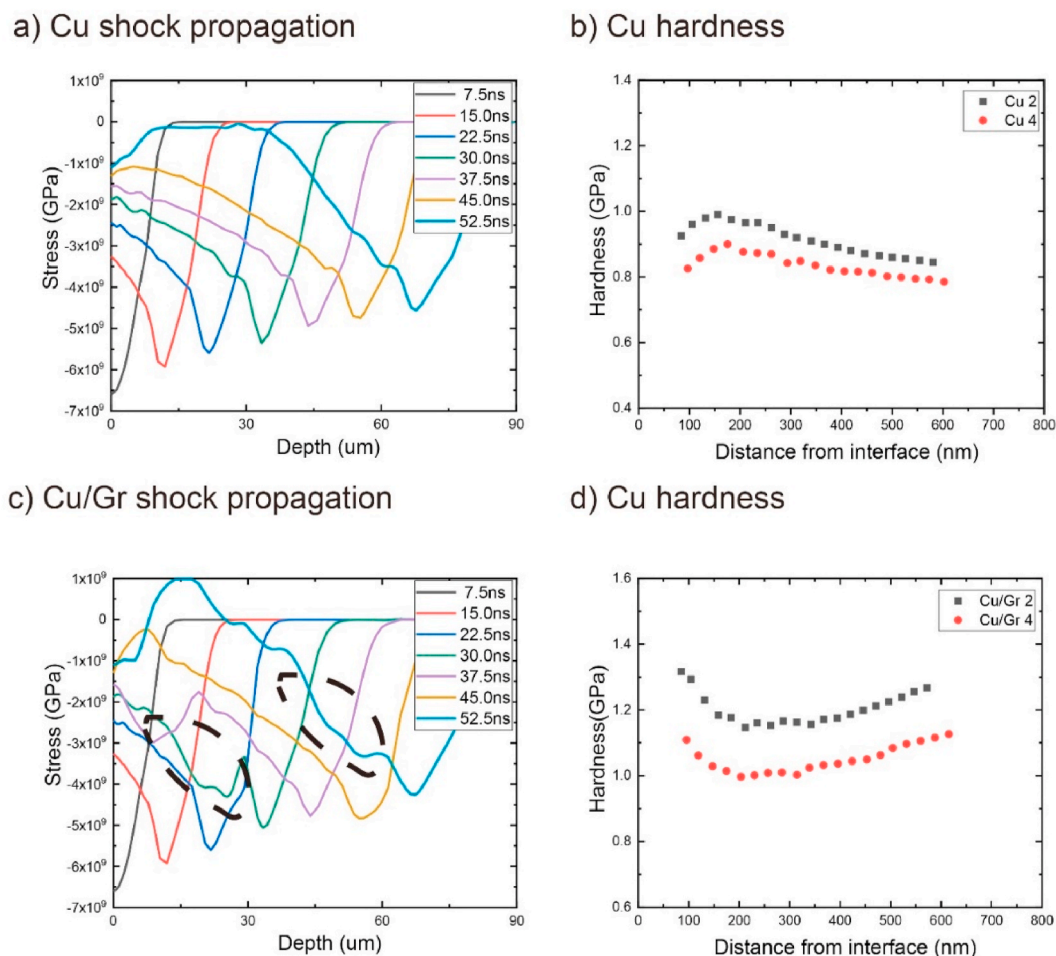 a) Cu shock propagation
1x10⁹
0
-1x10⁹
-2x10⁹
-3x10⁹
-4x10⁹
-5x10⁹
-6x10⁹
-7x10⁹
Stress (GPa)
0
30
60
90
Depth (um)
7.5ns
15.0ns
22.5ns
30.0ns
37.5ns
45.0ns
52.5ns
b) Cu hardness
1.4
1.2
1.0
0.8
0.6
0.4
Hardness (GPa)
0 100 200 300 400 500 600 700 800
Distance from interface (nm)
Cu 2
Cu 4
c) Cu/Gr shock propagation
1x10⁹
0
-1x10⁹
-2x10⁹
-3x10⁹
-4x10⁹
-5x10⁹
-6x10⁹
-7x10⁹
Stress (GPa)
0
30
60
90
Depth (um)
7.5ns
15.0ns
22.5ns
30.0ns
37.5ns
45.0ns
52.5ns
d) Cu hardness
1.6
1.4
1.2
1.0
0.8
0.6
Hardness(GPa)
0 100 200 300 400 500 600 700 800
Distance from interface (nm)
Cu/Gr 2
Cu/Gr 4